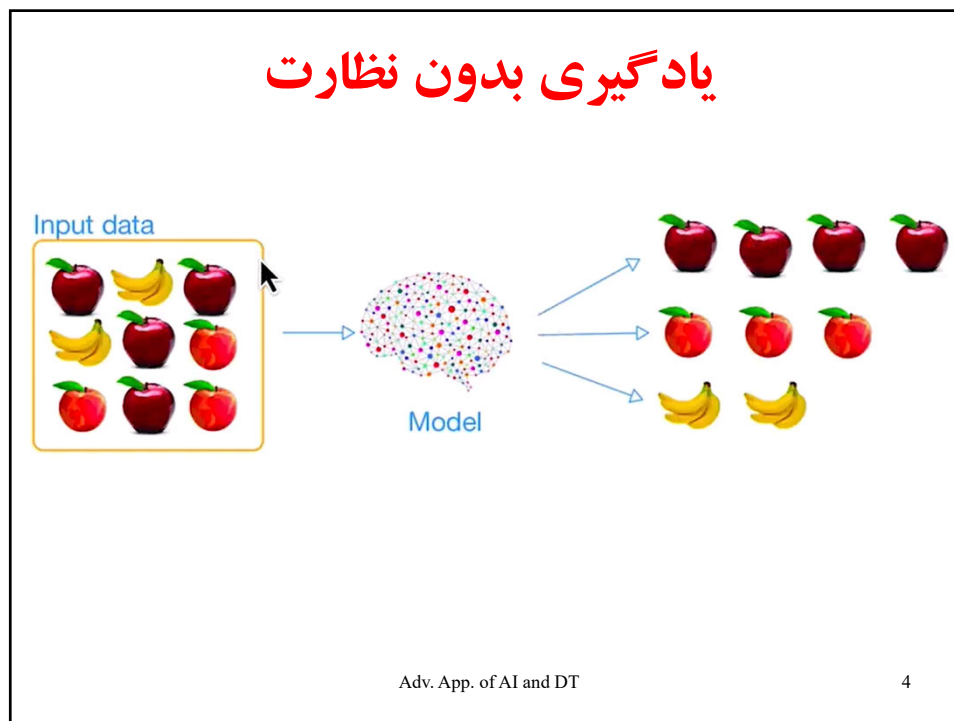 یادگیری بدون نظارت
Input data
Model
Adv. App. of AI and DT
4